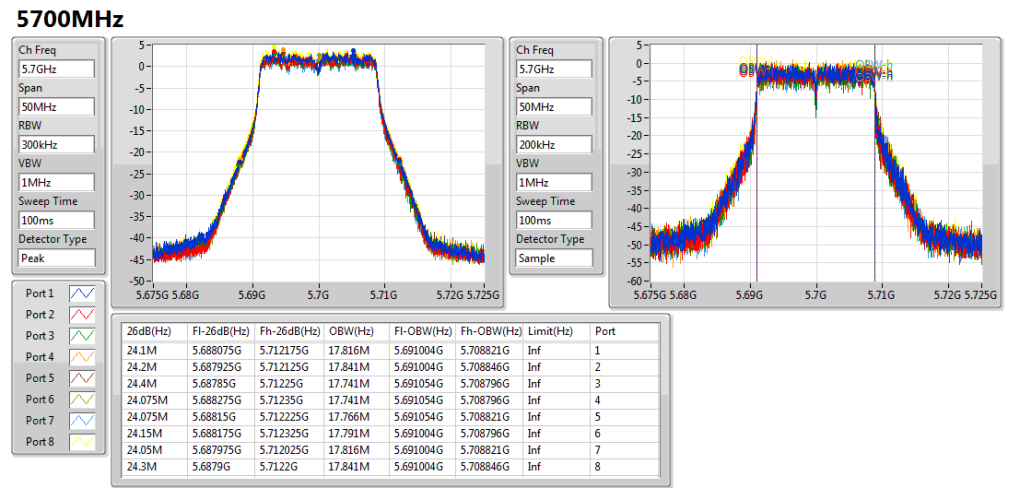 5700MHz
Ch Freq
5.7GHz
Span
50MHz
RBW
300kHz
VBW
1MHz
Sweep Time
100ms
Detector Type
Peak
5
0
-5
-10
-15
-20
-25
-30
-35
-40
-45
-50
5.675G 5.68G 5.69G 5.7G 5.71G 5.72G 5.725G
Ch Freq
5.7GHz
Span
50MHz
RBW
200kHz
VBW
1MHz
Sweep Time
100ms
Detector Type
Sample
5
0
-5
-10
-15
-20
-25
-30
-35
-40
-45
-50
-55
-60
5.675G 5.68G 5.69G 5.7G 5.71G 5.72G 5.725G
Port 1
Port 2
Port 3
Port 4
Port 5
Port 6
Port 7
Port 8
26dB(Hz) Fl-26dB(Hz) Fh-26dB(Hz) OBW(Hz) Fl-OBW(Hz) Fh-OBW(Hz) Limit(Hz) Port
24.1M 5.688075G 5.712175G 17.816M 5.691004G 5.708821G Inf 1
24.2M 5.687925G 5.712125G 17.841M 5.691004G 5.708846G Inf 2
24.4M 5.68785G 5.71225G 17.741M 5.691054G 5.708796G Inf 3
24.075M 5.688275G 5.71235G 17.741M 5.691054G 5.708796G Inf 4
24.075M 5.68815G 5.712225G 17.766M 5.691054G 5.708821G Inf 5
24.15M 5.688175G 5.712325G 17.791M 5.691004G 5.708796G Inf 6
24.05M 5.687975G 5.712025G 17.816M 5.691004G 5.708821G Inf 7
24.3M 5.6879G 5.7122G 17.841M 5.691004G 5.708846G Inf 8